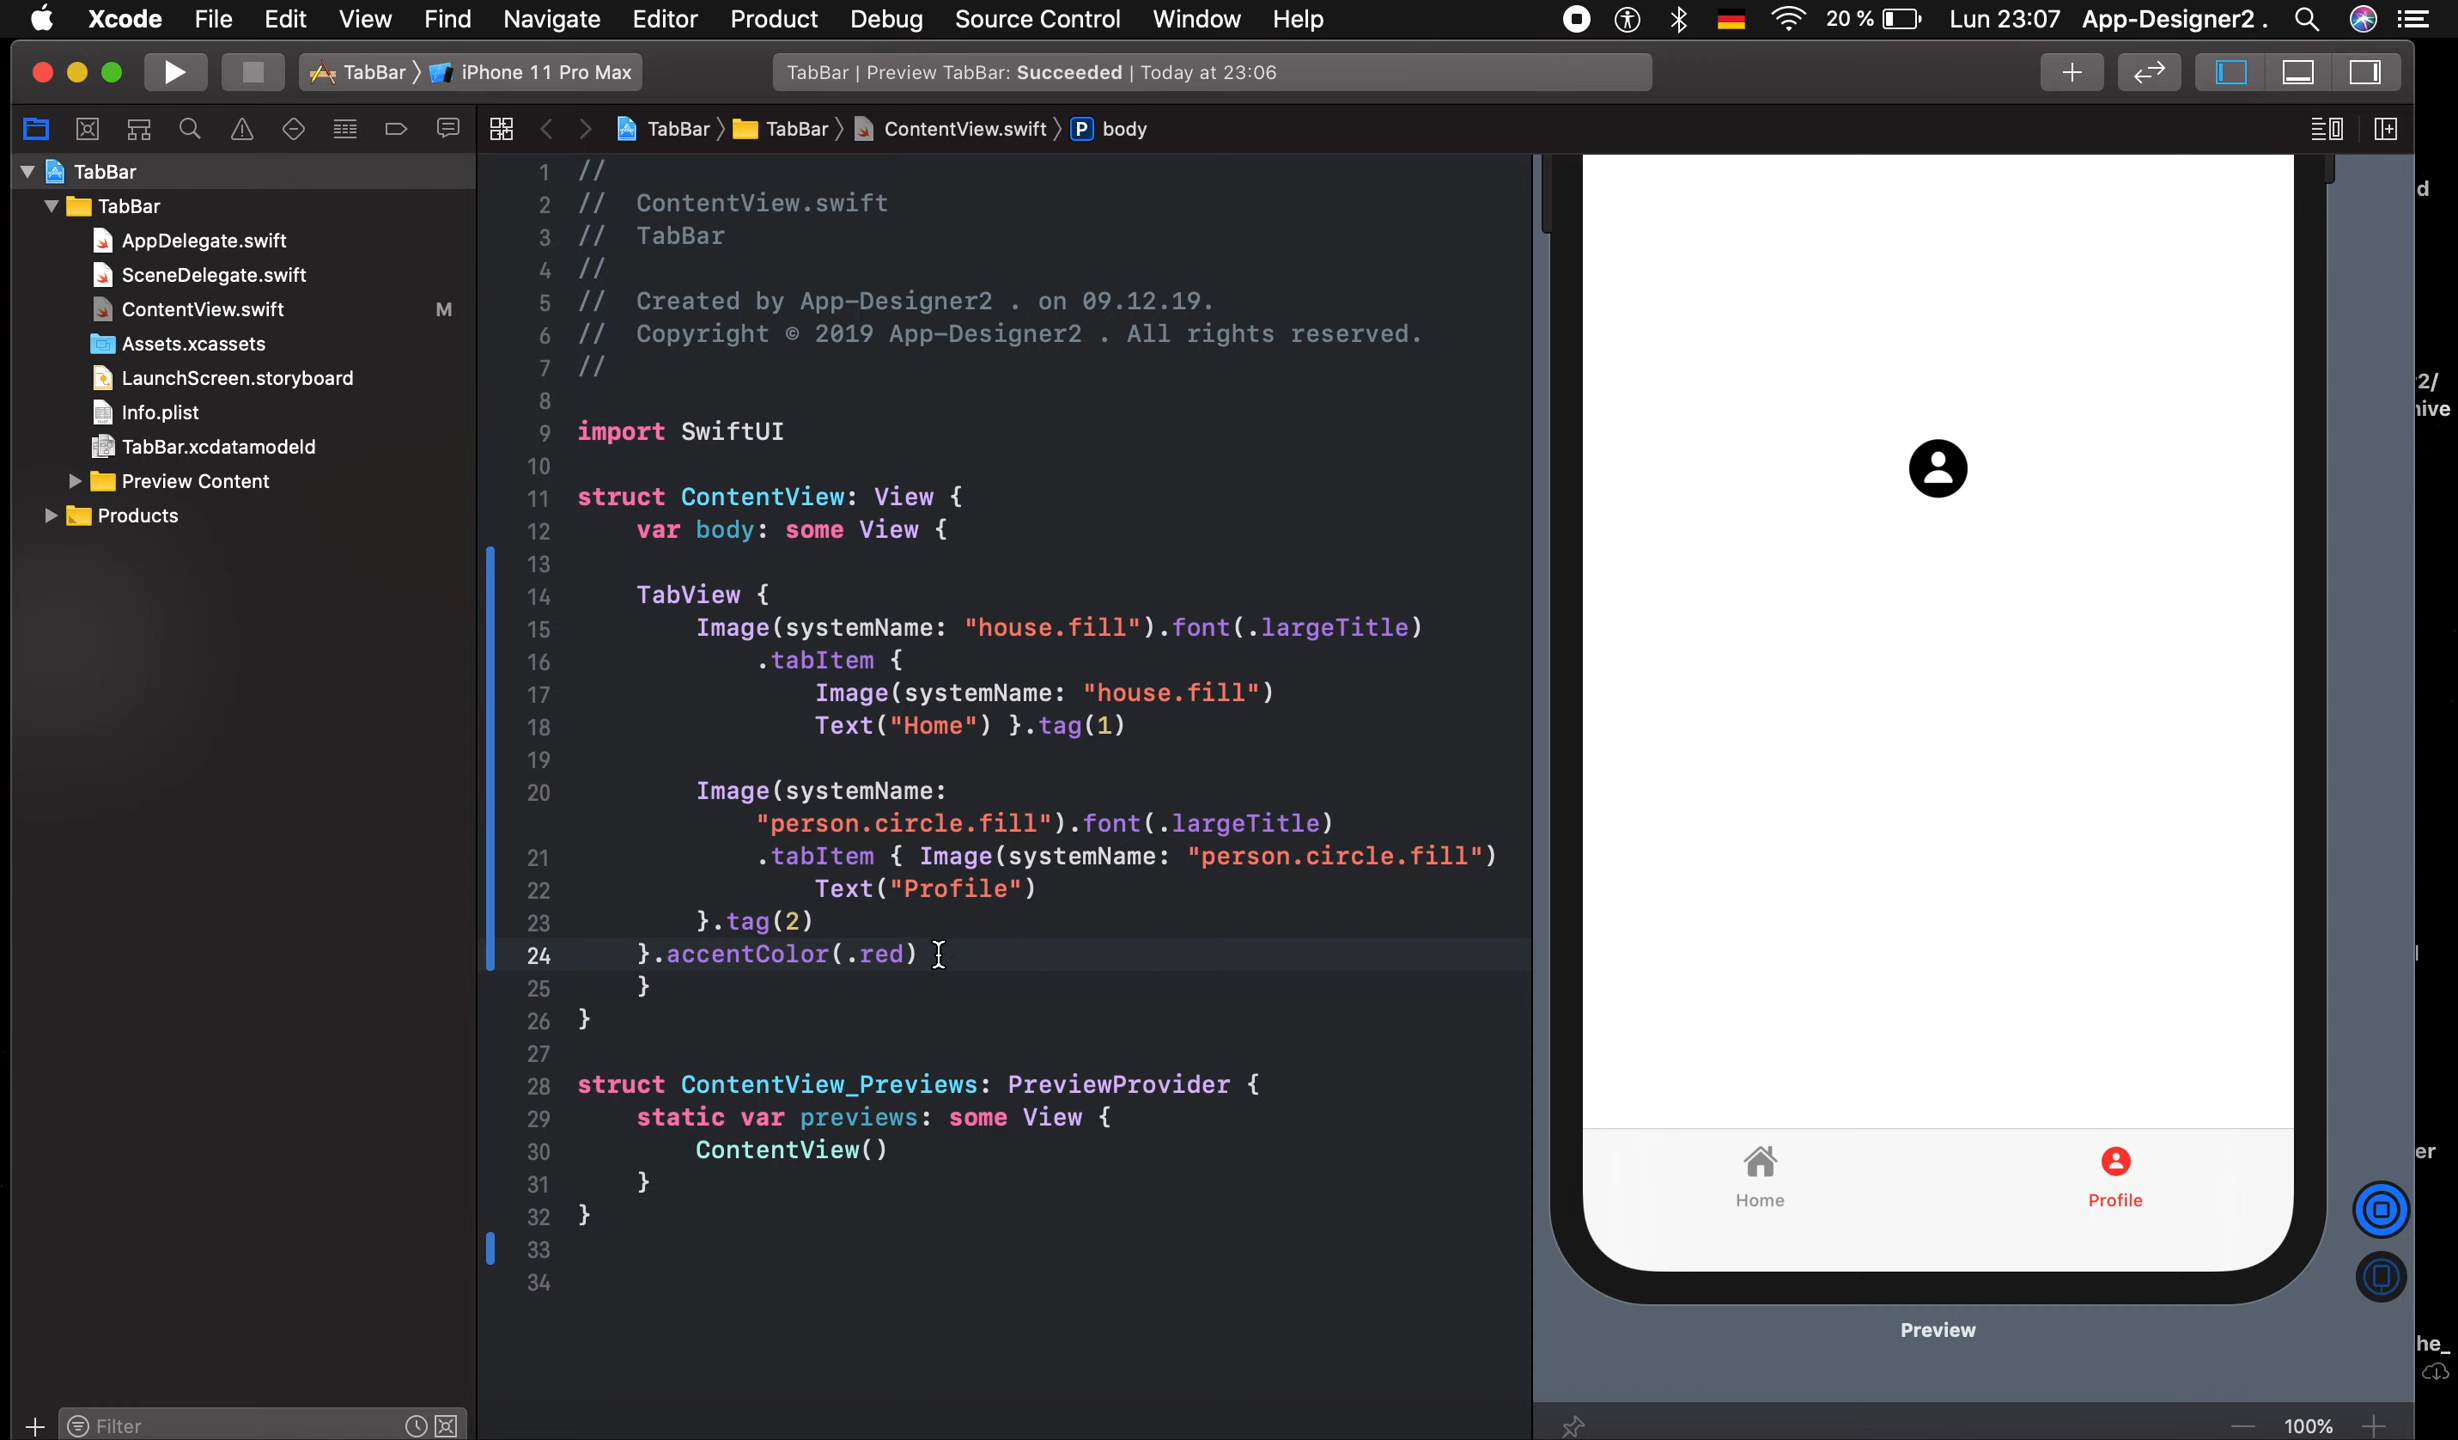 Xcode File Edit View Find Navigate Editor Product Debug Source Control Window Help 20 % Lun 23:07 App-Designer2 .
TabBar 〉 iPhone 11 Pro Max
TabBar | Preview TabBar: Succeeded | Today at 23:06
TabBar 〉 TabBar 〉 ContentView.swift 〉 P body
TabBar
TabBar
AppDelegate.swift
SceneDelegate.swift
ContentView.swift M
Assets.xcassets
LaunchScreen.storyboard
Info.plist
TabBar.xcdatamodeld
Preview Content
Products
Filter
1 //
2 //  ContentView.swift
3 //  TabBar
4 //
5 //  Created by App-Designer2 . on 09.12.19.
6 //  Copyright © 2019 App-Designer2 . All rights reserved.
7 //
8
9 import SwiftUI
10
11 struct ContentView: View {
12     var body: some View {
13
14     TabView {
15         Image(systemName: "house.fill").font(.largeTitle)
16             .tabItem {
17                 Image(systemName: "house.fill")
18                 Text("Home") }.tag(1)
19
20         Image(systemName:
            "person.circle.fill").font(.largeTitle)
21             .tabItem { Image(systemName: "person.circle.fill")
22                 Text("Profile")
23         }.tag(2)
24     }.accentColor(.red)
25     }
26 }
27
28 struct ContentView_Previews: PreviewProvider {
29     static var previews: some View {
30         ContentView()
31     }
32 }
33
34
Home
Profile
Preview
100%
d
2/
ive
er
he_